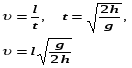 υ = l/t,  t = √(2h/g),
υ = l√(g/2h)